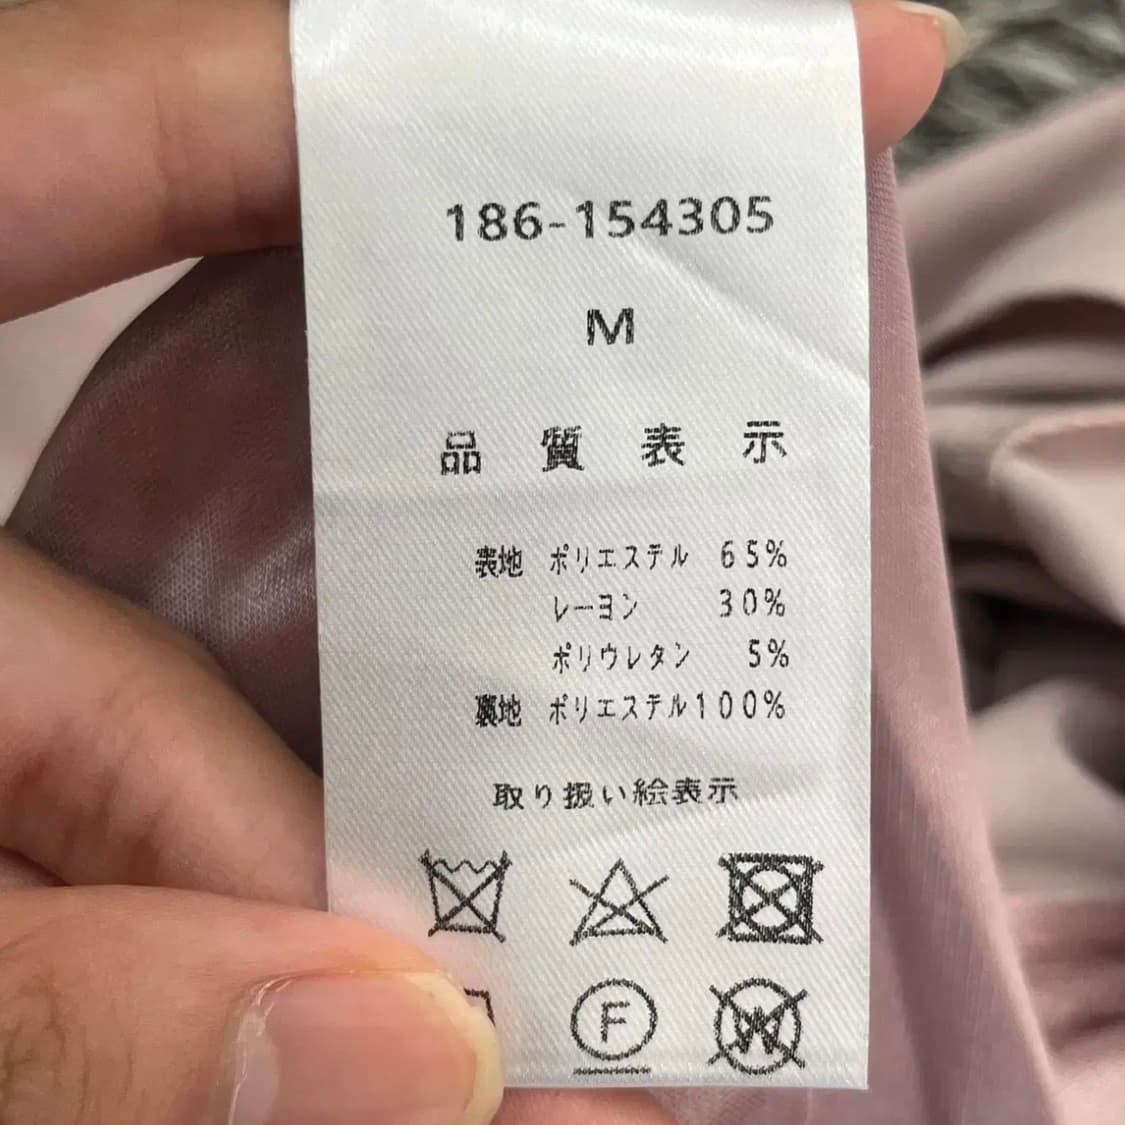 186-154305
M
品質表示
表地 ポリエステル 65%
レーヨン 30%
ポリウレタン 5%
裏地 ポリエステル100%
取り扱い絵表示
F
W